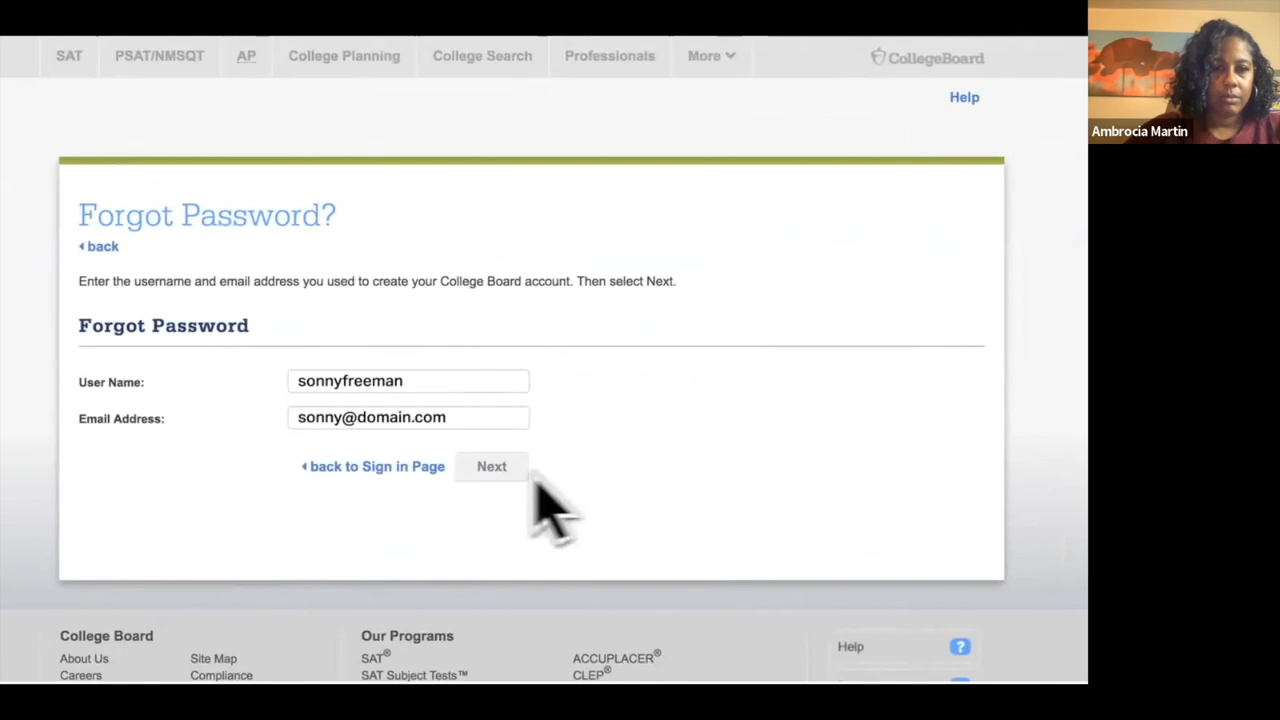 SAT PSAT/NMSQT AP College Planning College Search Professionals More CollegeBoard
Help
Forgot Password?
back
Enter the username and email address you used to create your College Board account. Then select Next.
Forgot Password
User Name: sonnyfreeman
Email Address: sonny@domain.com
back to Sign in Page Next
College Board Our Programs Help ?
About Us Site Map SAT® ACCUPLACER®
Careers Compliance SAT Subject Tests™ CLEP®
Ambrocia Martin